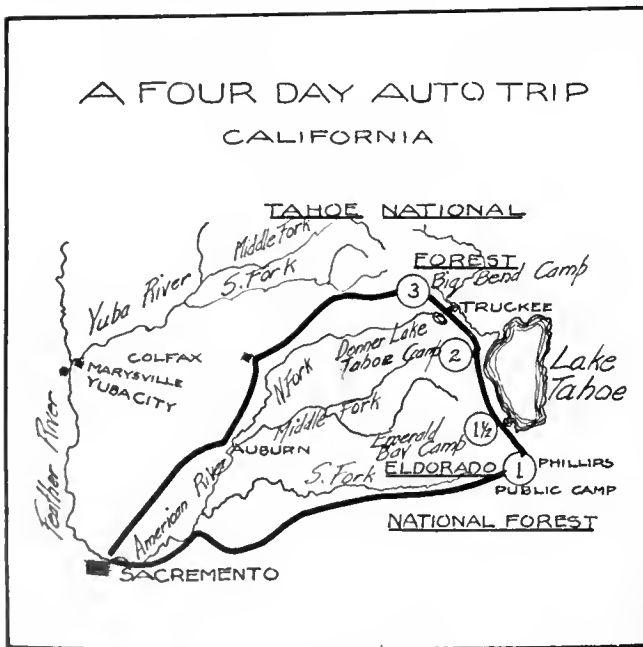 A FOUR DAY AUTO TRIP
CALIFORNIA
TAHOE NATIONAL
FOREST
Middle Fork
S. Fork
Yuba River
3
Big Bend Camp
TRUCKEE
COLFAX
MARYSVILLE
YUBA CITY
Donner Lake
Tahoe Camp
2
Lake
Tahoe
N Fork
Middle Fork
Emerald
Bay Camp
1½
AUBURN
Feather River
American River
S. Fork
ELDORADO
1
PHILLIPS
PUBLIC CAMP
NATIONAL FOREST
SACREMENTO